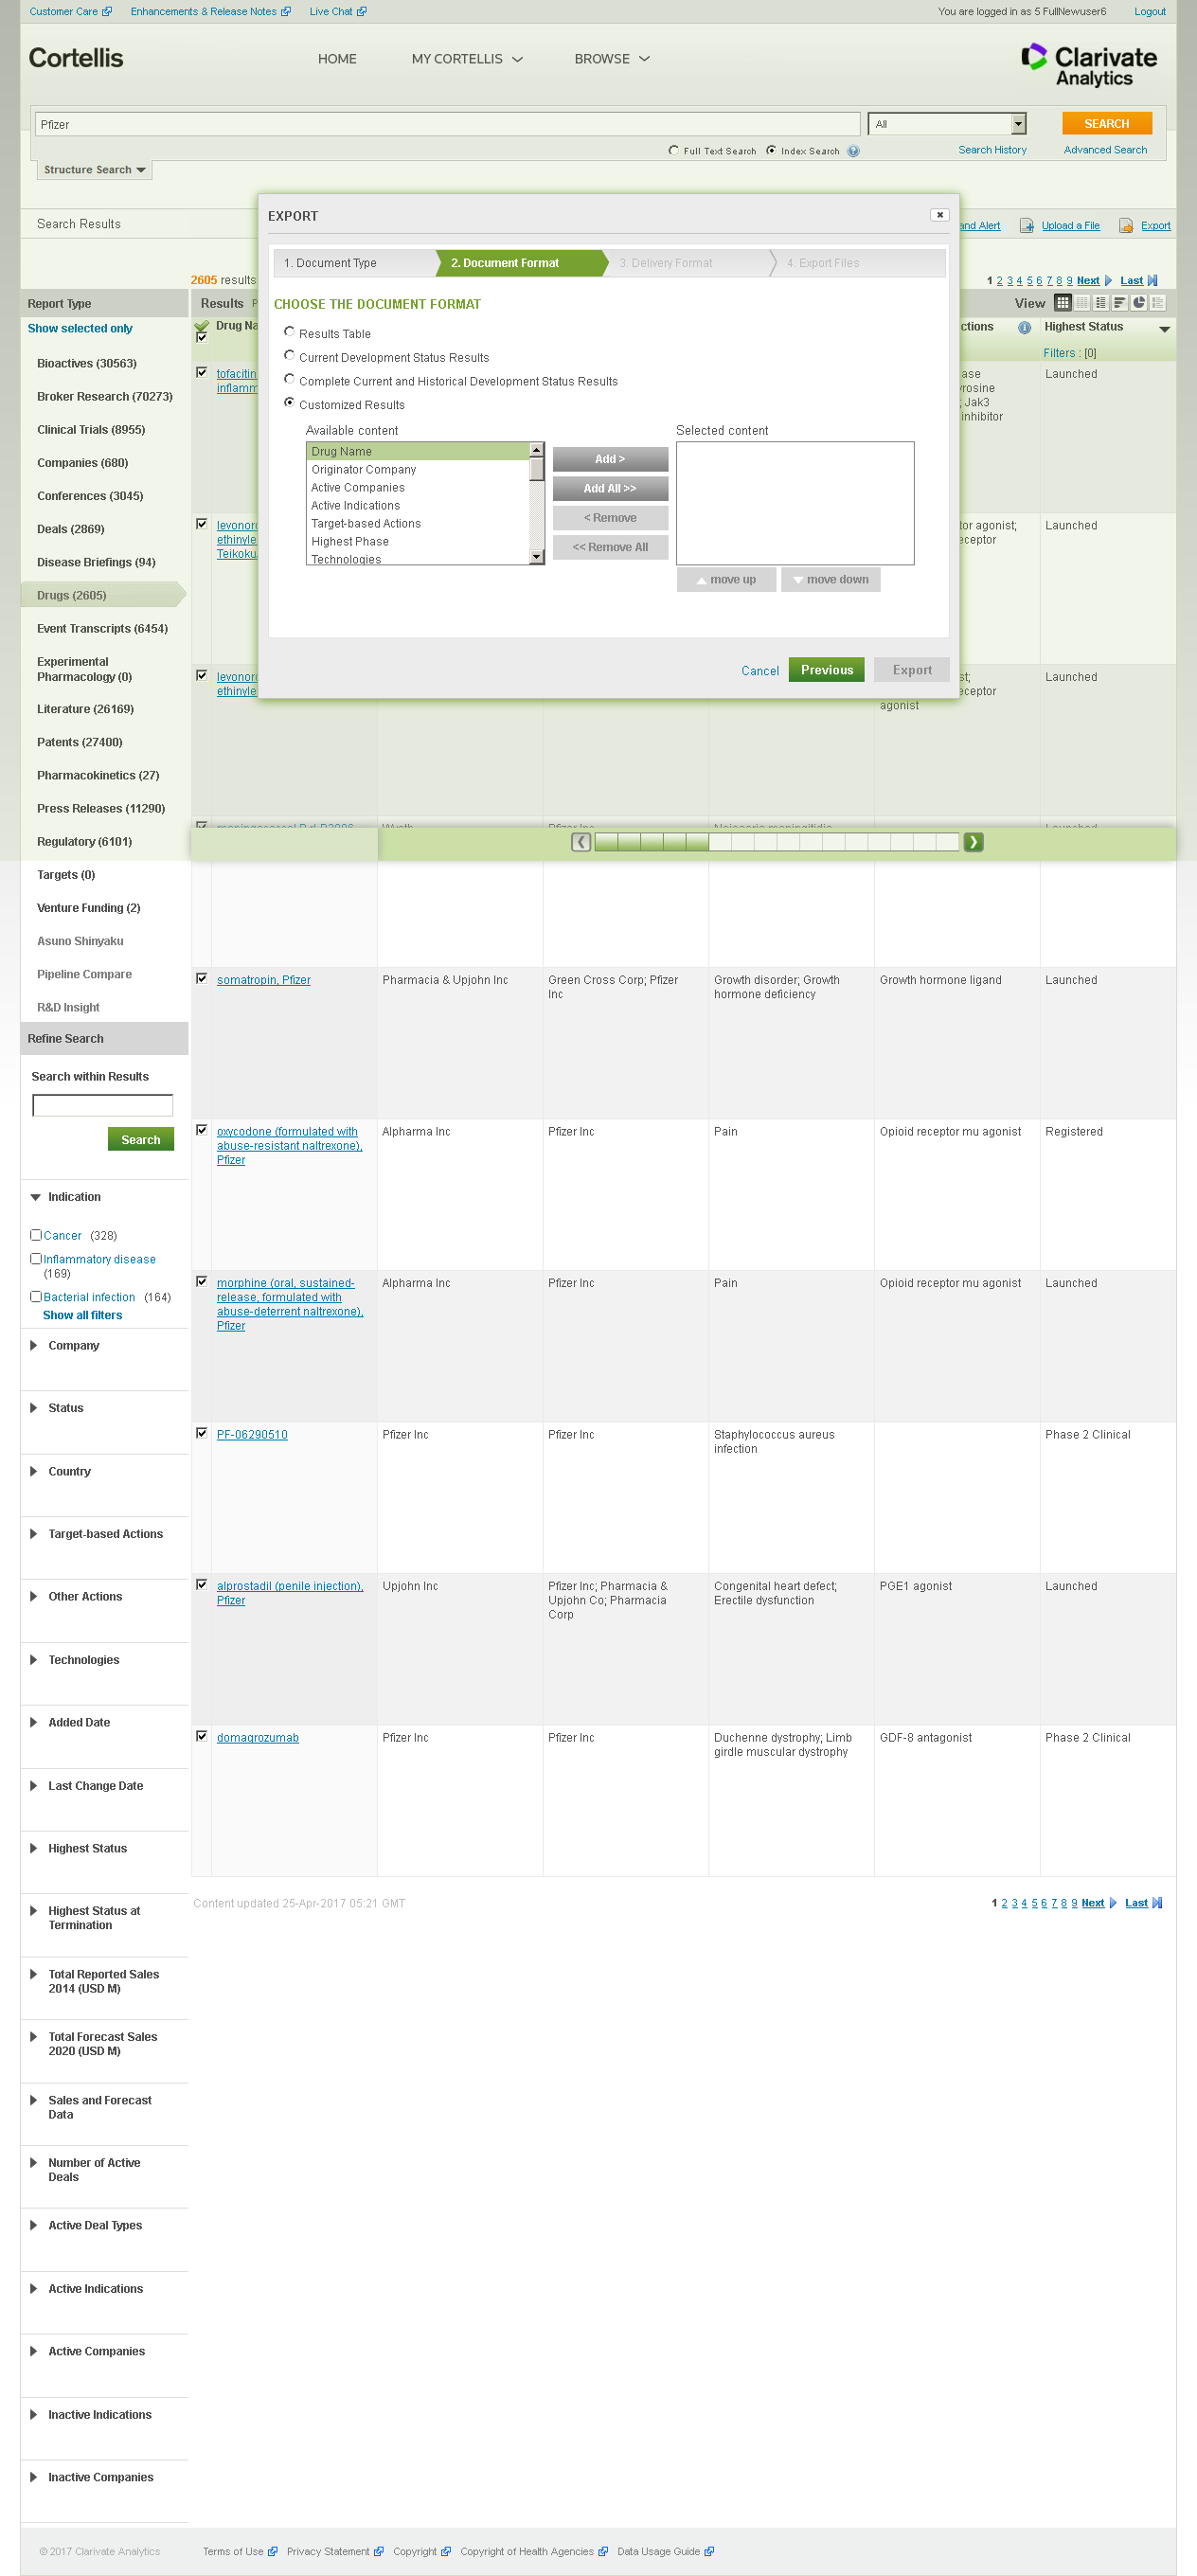 Customer Care Enhancements & Release Notes Live Chat You are logged in as 5 FullNewuser6 Logout
Cortellis HOME MY CORTELLIS BROWSE Clarivate
Analytics
Pfizer All SEARCH
Full Text Search Index Search Search History Advanced Search
Structure Search
Search Results and Alert Upload a File Export
EXPORT
1. Document Type 2. Document Format 3. Delivery Format 4. Export Files
CHOOSE THE DOCUMENT FORMAT
Results Table
Current Development Status Results
Complete Current and Historical Development Status Results
Customized Results
Available content Selected content
Drug Name
Originator Company
Active Companies
Active Indications
Target-based Actions
Highest Phase
Technologies
Add >
Add All >>
< Remove
<< Remove All
move up move down
Cancel Previous Export
2605 results 1 2 3 4 5 6 7 8 9 Next Last
Report Type
Show selected only
Bioactives (30563)
Broker Research (70273)
Clinical Trials (8955)
Companies (680)
Conferences (3045)
Deals (2869)
Disease Briefings (94)
Drugs (2605)
Event Transcripts (6454)
Experimental
Pharmacology (0)
Literature (26169)
Patents (27400)
Pharmacokinetics (27)
Press Releases (11290)
Regulatory (6101)
Targets (0)
Venture Funding (2)
Asuno Shinyaku
Pipeline Compare
R&D Insight
Refine Search
Search within Results
Search
Indication
Cancer (328)
Inflammatory disease
(169)
Bacterial infection (164)
Show all filters
Company
Status
Country
Target-based Actions
Other Actions
Technologies
Added Date
Last Change Date
Highest Status
Highest Status at
Termination
Total Reported Sales
2014 (USD M)
Total Forecast Sales
2020 (USD M)
Sales and Forecast
Data
Number of Active
Deals
Active Deal Types
Active Indications
Active Companies
Inactive Indications
Inactive Companies
Results P View
Drug Na ctions Highest Status
Filters : [0]
tofacitin ase Launched
inflamm yrosine
; Jak3
inhibitor
levonor tor agonist; Launched
ethinyle eceptor
Teikoku
levonor st; Launched
ethinyle eceptor
agonist
Wyeth Pfizer Inc Neisseria meningitidis Launched
somatropin, Pfizer Pharmacia & Upjohn Inc Green Cross Corp; Pfizer Growth disorder; Growth Growth hormone ligand Launched
Inc hormone deficiency
oxycodone (formulated with Alpharma Inc Pfizer Inc Pain Opioid receptor mu agonist Registered
abuse-resistant naltrexone),
Pfizer
morphine (oral, sustained- Alpharma Inc Pfizer Inc Pain Opioid receptor mu agonist Launched
release, formulated with
abuse-deterrent naltrexone),
Pfizer
PF-06290510 Pfizer Inc Pfizer Inc Staphylococcus aureus Phase 2 Clinical
infection
alprostadil (penile injection), Upjohn Inc Pfizer Inc; Pharmacia & Congenital heart defect; PGE1 agonist Launched
Pfizer Upjohn Co; Pharmacia Erectile dysfunction
Corp
domagrozumab Pfizer Inc Pfizer Inc Duchenne dystrophy; Limb GDF-8 antagonist Phase 2 Clinical
girdle muscular dystrophy
Content updated 25-Apr-2017 05:21 GMT 1 2 3 4 5 6 7 8 9 Next Last
© 2017 Clarivate Analytics Terms of Use Privacy Statement Copyright Copyright of Health Agencies Data Usage Guide